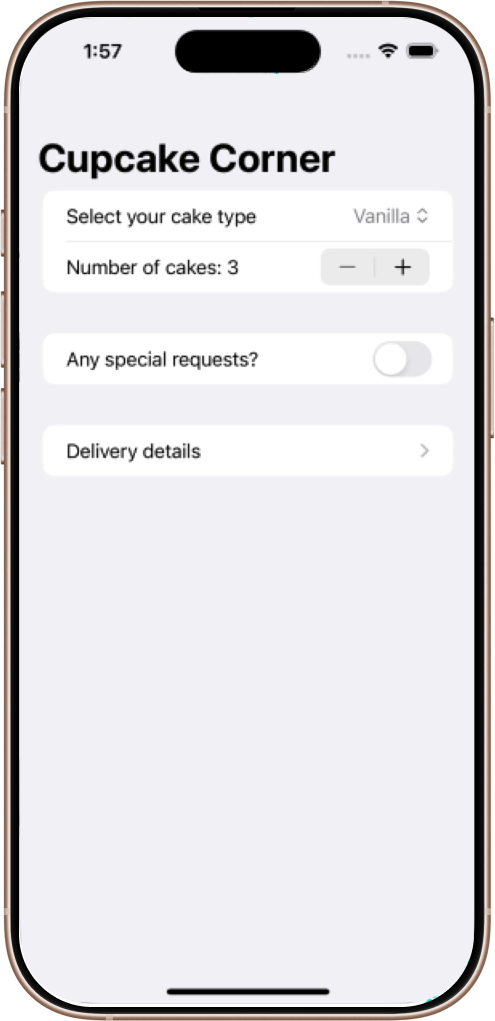 1:57
Cupcake Corner
Select your cake type Vanilla
Number of cakes: 3
Any special requests?
Delivery details